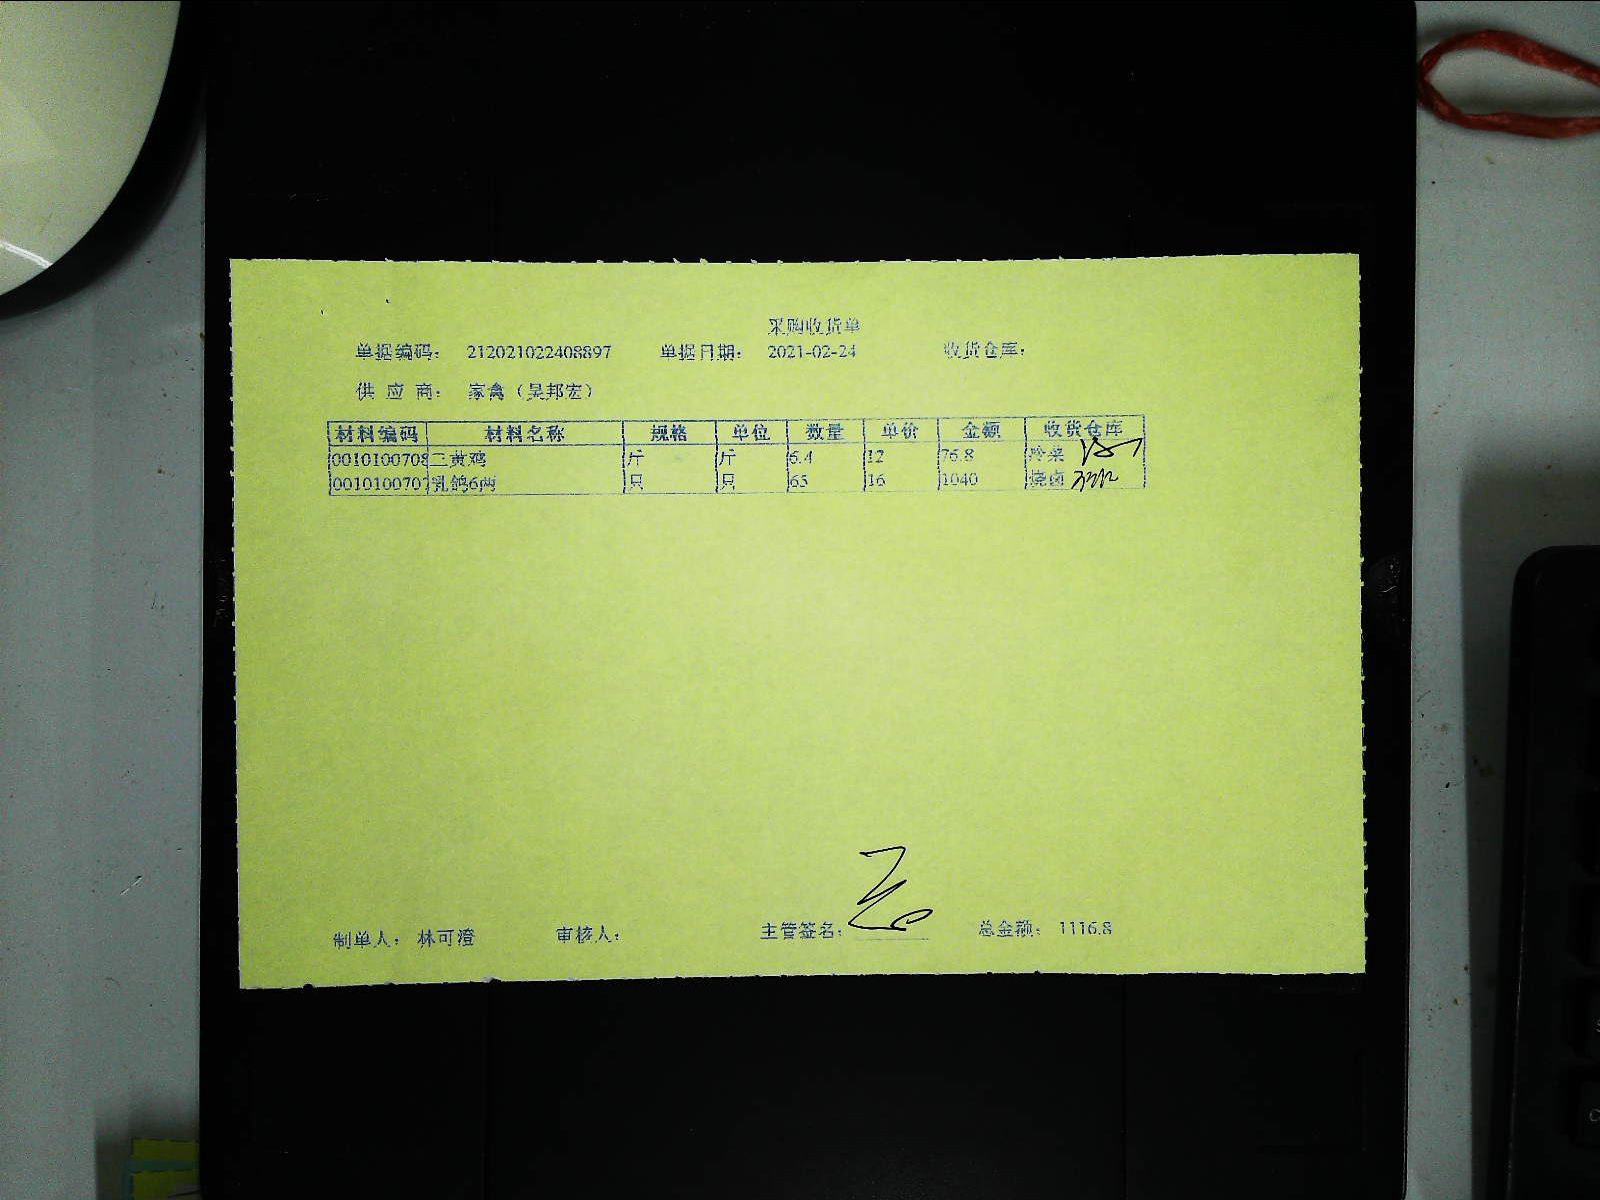 采购收货单
单据编码： 212021022408897 单据日期： 2021-02-24 收货仓库：
供 应 商： 家禽（吴邦宏）
材料编码 材料名称 规格 单位 数量 单价 金额 收货仓库
0010100708 三黄鸡 斤 斤 6.4 12 76.8 冷菜
0010100707 乳鸽6两 只 只 65 16 1040 烧卤
制单人： 林可澄 审核人： 主管签名： 总金额： 1116.8